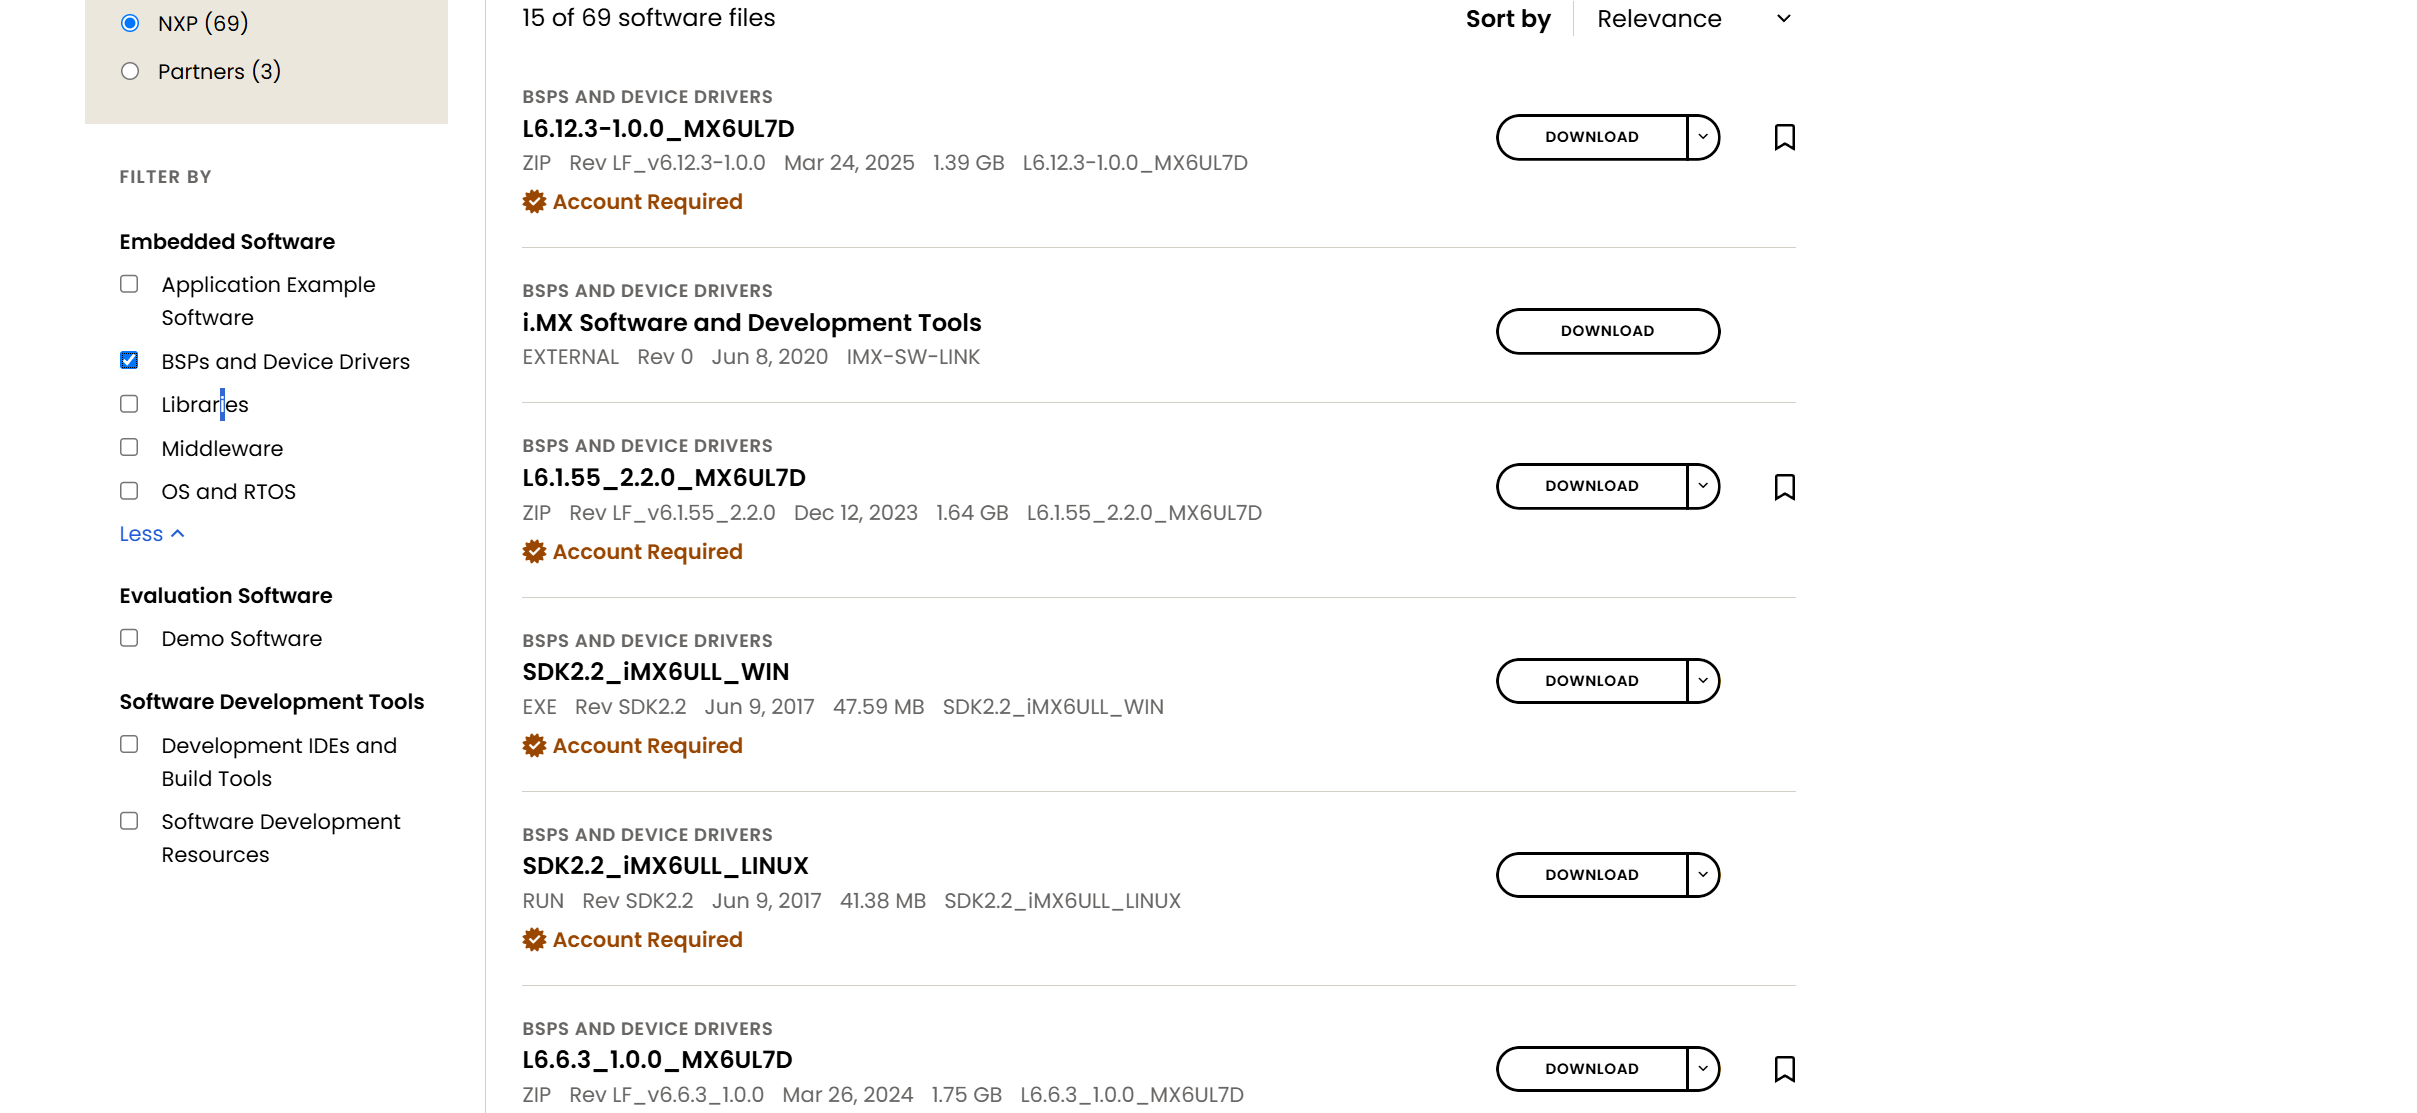 NXP (69)
Partners (3)
FILTER BY
Embedded Software
Application Example
Software
BSPs and Device Drivers
Libraries
Middleware
OS and RTOS
Less
Evaluation Software
Demo Software
Software Development Tools
Development IDEs and
Build Tools
Software Development
Resources
15 of 69 software files
Sort by Relevance
BSPS AND DEVICE DRIVERS
L6.12.3-1.0.0_MX6UL7D
ZIP Rev LF_v6.12.3-1.0.0 Mar 24, 2025 1.39 GB L6.12.3-1.0.0_MX6UL7D
Account Required
DOWNLOAD
BSPS AND DEVICE DRIVERS
i.MX Software and Development Tools
EXTERNAL Rev 0 Jun 8, 2020 IMX-SW-LINK
DOWNLOAD
BSPS AND DEVICE DRIVERS
L6.1.55_2.2.0_MX6UL7D
ZIP Rev LF_v6.1.55_2.2.0 Dec 12, 2023 1.64 GB L6.1.55_2.2.0_MX6UL7D
Account Required
DOWNLOAD
BSPS AND DEVICE DRIVERS
SDK2.2_iMX6ULL_WIN
EXE Rev SDK2.2 Jun 9, 2017 47.59 MB SDK2.2_iMX6ULL_WIN
Account Required
DOWNLOAD
BSPS AND DEVICE DRIVERS
SDK2.2_iMX6ULL_LINUX
RUN Rev SDK2.2 Jun 9, 2017 41.38 MB SDK2.2_iMX6ULL_LINUX
Account Required
DOWNLOAD
BSPS AND DEVICE DRIVERS
L6.6.3_1.0.0_MX6UL7D
ZIP Rev LF_v6.6.3_1.0.0 Mar 26, 2024 1.75 GB L6.6.3_1.0.0_MX6UL7D
DOWNLOAD